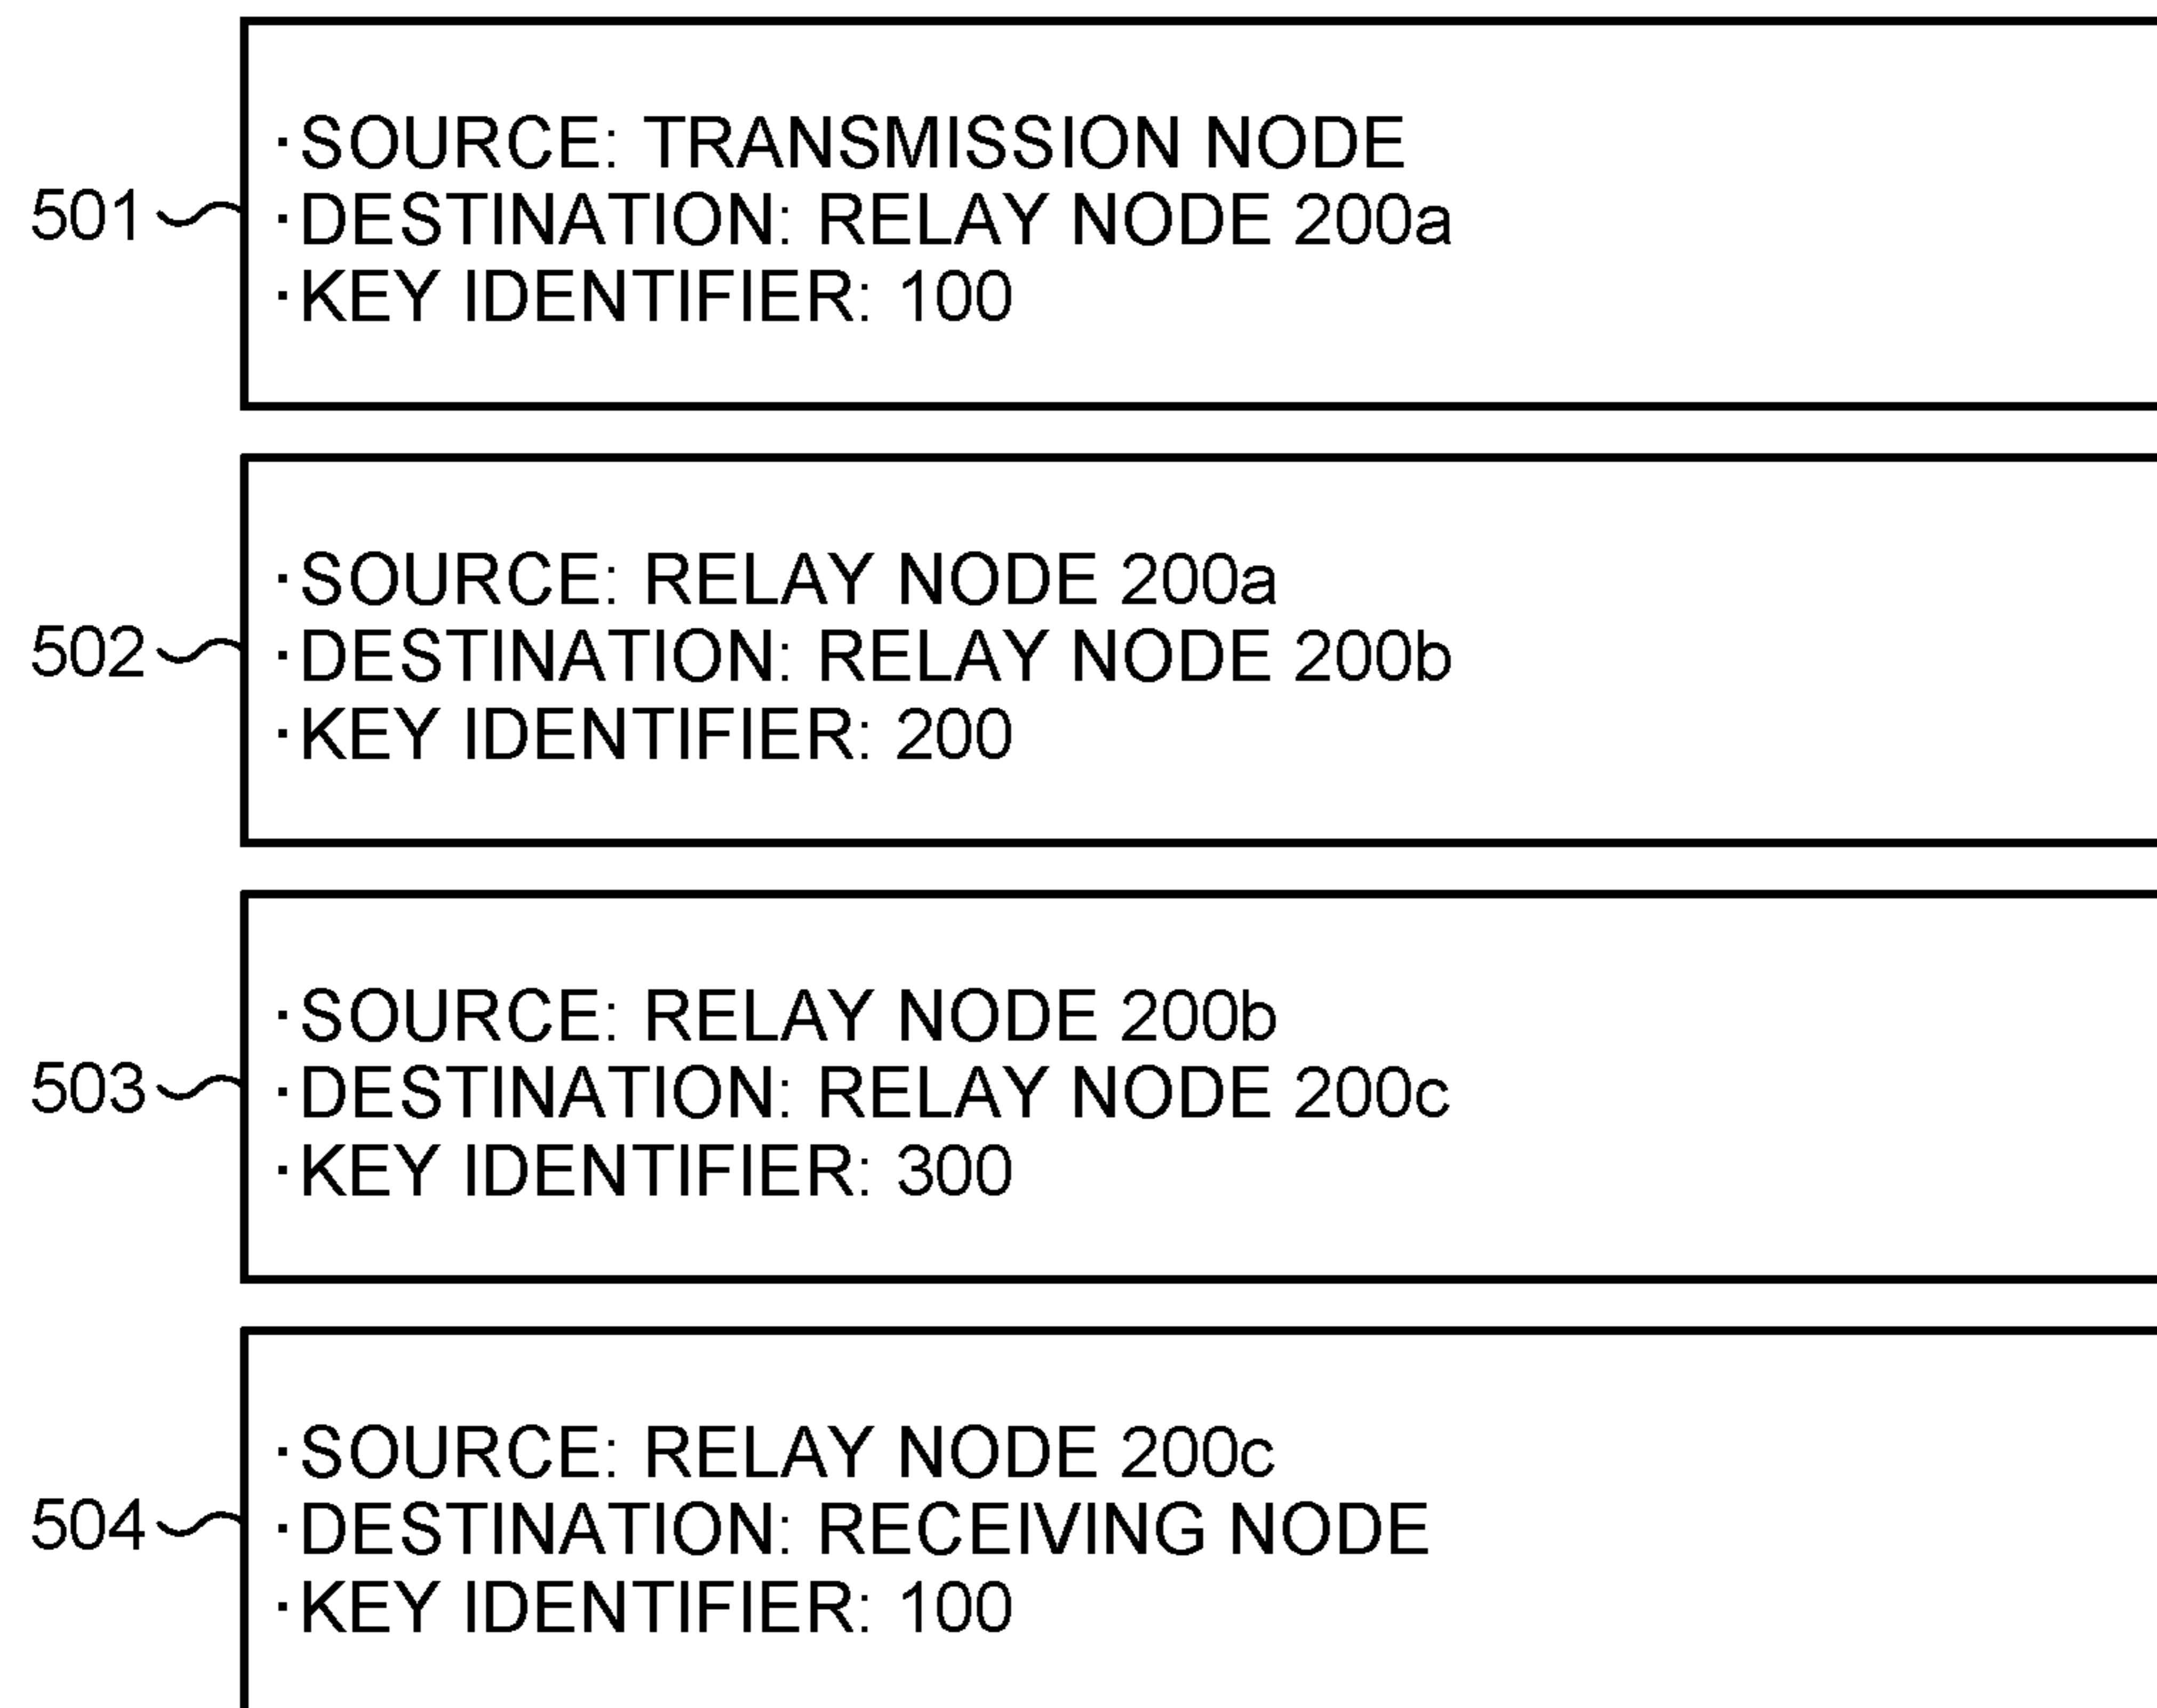 ·SOURCE: TRANSMISSION NODE
501
·DESTINATION: RELAY NODE 200a
·KEY IDENTIFIER: 100
·SOURCE: RELAY NODE 200a
502
·DESTINATION: RELAY NODE 200b
·KEY IDENTIFIER: 200
·SOURCE: RELAY NODE 200b
503
·DESTINATION: RELAY NODE 200c
·KEY IDENTIFIER: 300
·SOURCE: RELAY NODE 200c
504
·DESTINATION: RECEIVING NODE
·KEY IDENTIFIER: 100